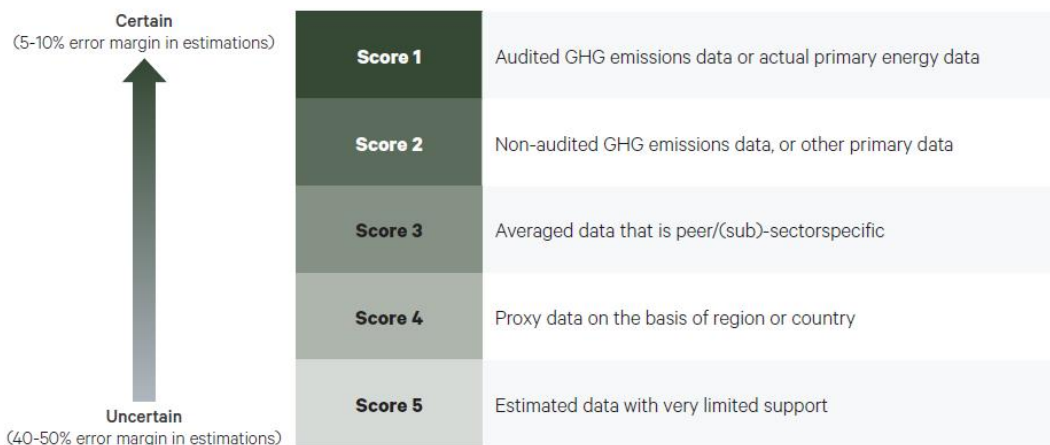 Certain
(5-10% error margin in estimations)
Score 1
Audited GHG emissions data or actual primary energy data
Score 2
Non-audited GHG emissions data, or other primary data
Score 3
Averaged data that is peer/(sub)-sectorspecific
Score 4
Proxy data on the basis of region or country
Score 5
Estimated data with very limited support
Uncertain
(40-50% error margin in estimations)